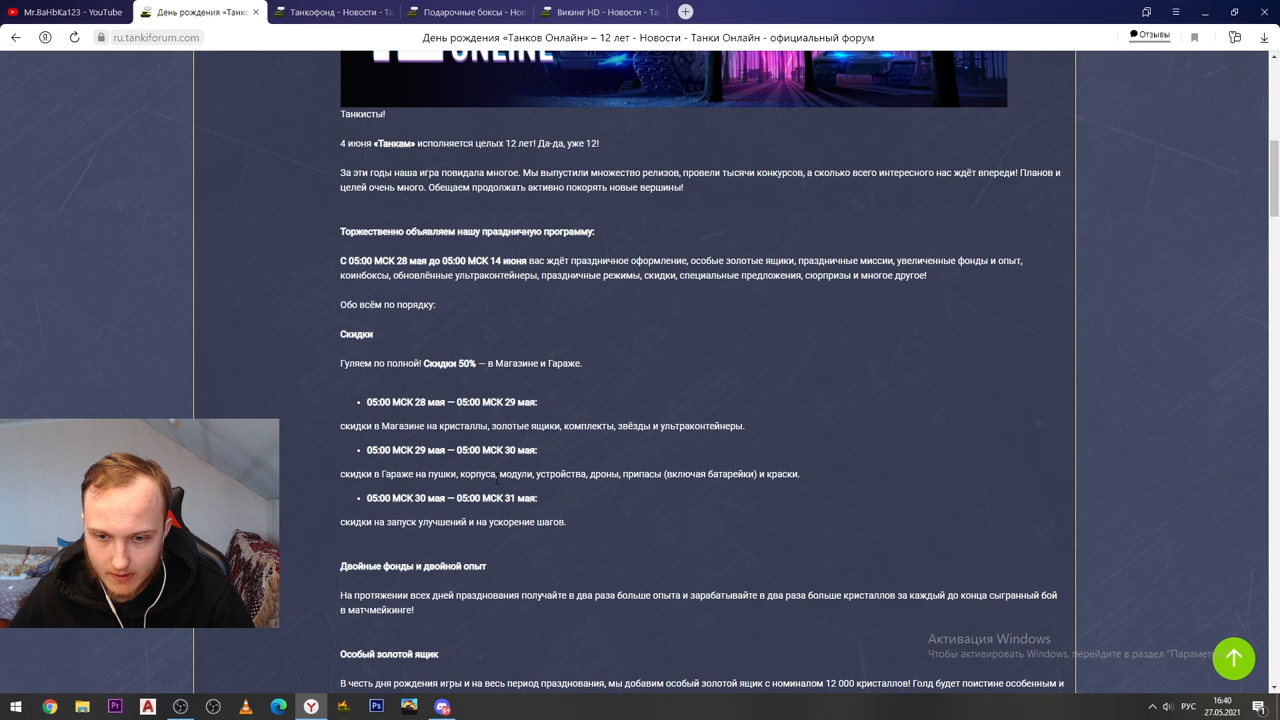 Mr.BaHbKa123 - YouTube
День рождения «Танко
Танкофонд - Новости - Та
Подарочные боксы - Нов
Викинг HD - Новости - Та
ru.tankiforum.com
День рождения «Танков Онлайн» – 12 лет - Новости - Танки Онлайн - официальный форум
Отзывы
ONLINE
Танкисты!
4 июня «Танкам» исполняется целых 12 лет! Да-да, уже 12!
За эти годы наша игра повидала многое. Мы выпустили множество релизов, провели тысячи конкурсов, а сколько всего интересного нас ждёт впереди! Планов и
целей очень много. Обещаем продолжать активно покорять новые вершины!
Торжественно объявляем нашу праздничную программу:
С 05:00 МСК 28 мая до 05:00 МСК 14 июня вас ждёт праздничное оформление, особые золотые ящики, праздничные миссии, увеличенные фонды и опыт,
коинбоксы, обновлённые ультраконтейнеры, праздничные режимы, скидки, специальные предложения, сюрпризы и многое другое!
Обо всём по порядку:
Скидки
Гуляем по полной! Скидки 50% — в Магазине и Гараже.
• 05:00 МСК 28 мая — 05:00 МСК 29 мая:
скидки в Магазине на кристаллы, золотые ящики, комплекты, звёзды и ультраконтейнеры.
• 05:00 МСК 29 мая — 05:00 МСК 30 мая:
скидки в Гараже на пушки, корпуса, модули, устройства, дроны, припасы (включая батарейки) и краски.
• 05:00 МСК 30 мая — 05:00 МСК 31 мая:
скидки на запуск улучшений и на ускорение шагов.
Двойные фонды и двойной опыт
На протяжении всех дней празднования получайте в два раза больше опыта и зарабатывайте в два раза больше кристаллов за каждый до конца сыгранный бой
в матчмейкинге!
Особый золотой ящик
В честь дня рождения игры и на весь период празднования, мы добавим особый золотой ящик с номиналом 12 000 кристаллов! Голд будет поистине особенным и
Активация Windows
Чтобы активировать Windows, перейдите в раздел "Парамет
РУС
16:40
27.05.2021